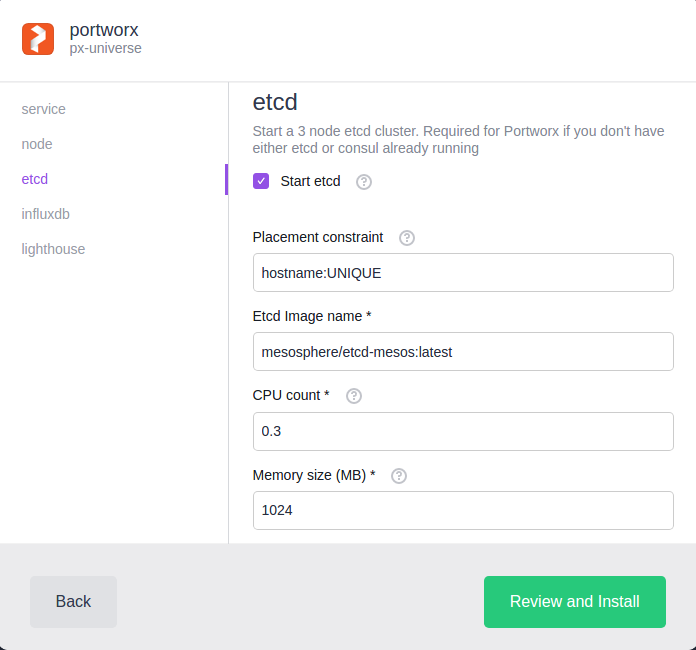 portworx
px-universe
service
node
etcd
influxdb
lighthouse
etcd
Start a 3 node etcd cluster. Required for Portworx if you don't have
either etcd or consul already running
Start etcd ?
Placement constraint ?
hostname:UNIQUE
Etcd Image name *
mesosphere/etcd-mesos:latest
CPU count * ?
0.3
Memory size (MB) * ?
1024
Back
Review and Install